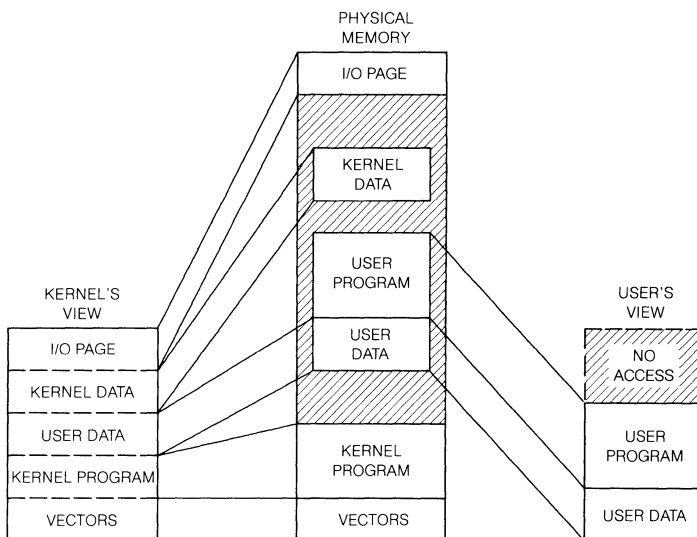 PHYSICAL
MEMORY
I/O PAGE
KERNEL
DATA
USER
PROGRAM
USER
DATA
KERNEL
PROGRAM
VECTORS
KERNEL'S
VIEW
I/O PAGE
KERNEL DATA
USER DATA
KERNEL PROGRAM
VECTORS
USER'S
VIEW
NO
ACCESS
USER
PROGRAM
USER DATA